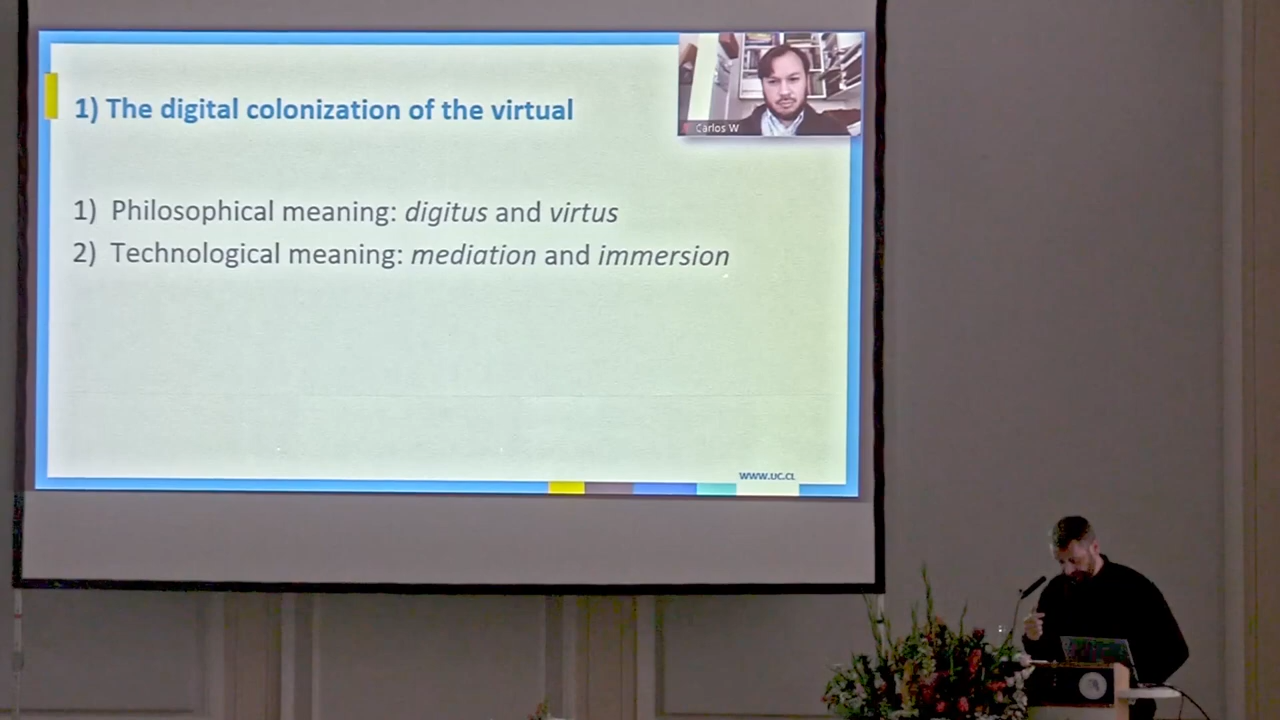 1) The digital colonization of the virtual
Carlos W
1) Philosophical meaning: digitus and virtus
2) Technological meaning: mediation and immersion
WWW.UC.CL